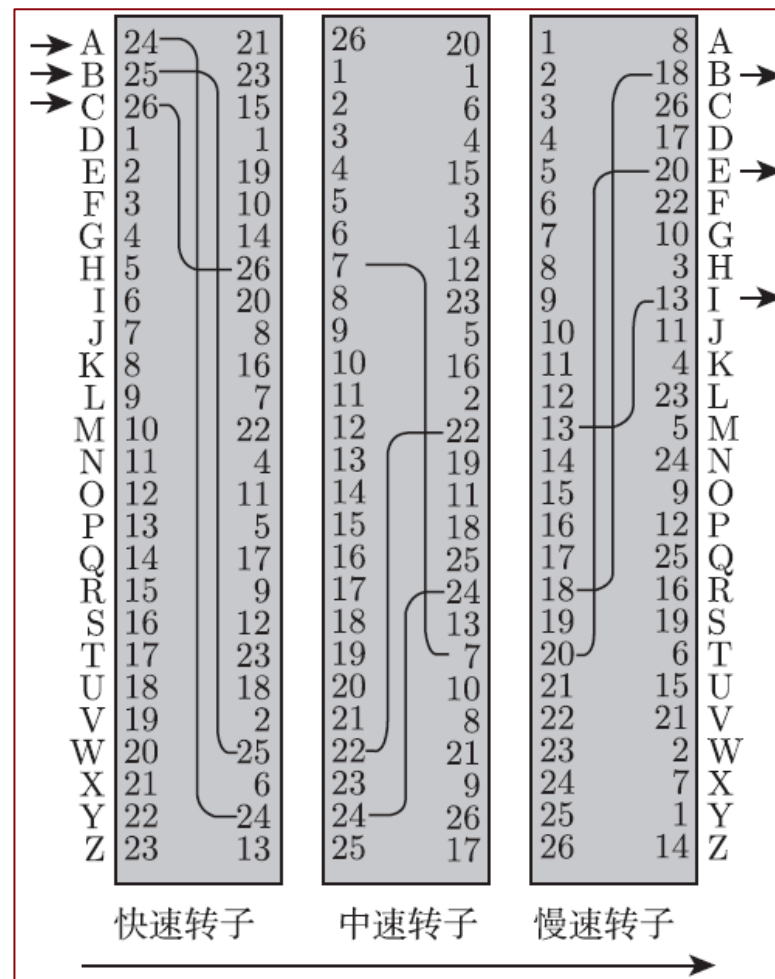 A 24 21 26 20 1 8 A
B 25 23 1 1 2 18 B
C 26 15 2 6 3 26 C
D 1 1 3 4 4 17 D
E 2 19 4 15 5 20 E
F 3 10 5 3 6 22 F
G 4 14 6 14 7 10 G
H 5 26 7 12 8 3 H
I 6 20 8 23 9 13 I
J 7 8 9 5 10 11 J
K 8 16 10 16 11 4 K
L 9 7 11 2 12 23 L
M 10 22 12 22 13 5 M
N 11 4 13 19 14 24 N
O 12 11 14 11 15 9 O
P 13 5 15 18 16 12 P
Q 14 17 16 25 17 25 Q
R 15 9 17 24 18 16 R
S 16 12 18 13 19 19 S
T 17 23 19 7 20 6 T
U 18 18 20 10 21 15 U
V 19 2 21 8 22 21 V
W 20 25 22 21 23 2 W
X 21 6 23 9 24 7 X
Y 22 24 24 26 25 1 Y
Z 23 13 25 17 26 14 Z
快速转子 中速转子 慢速转子